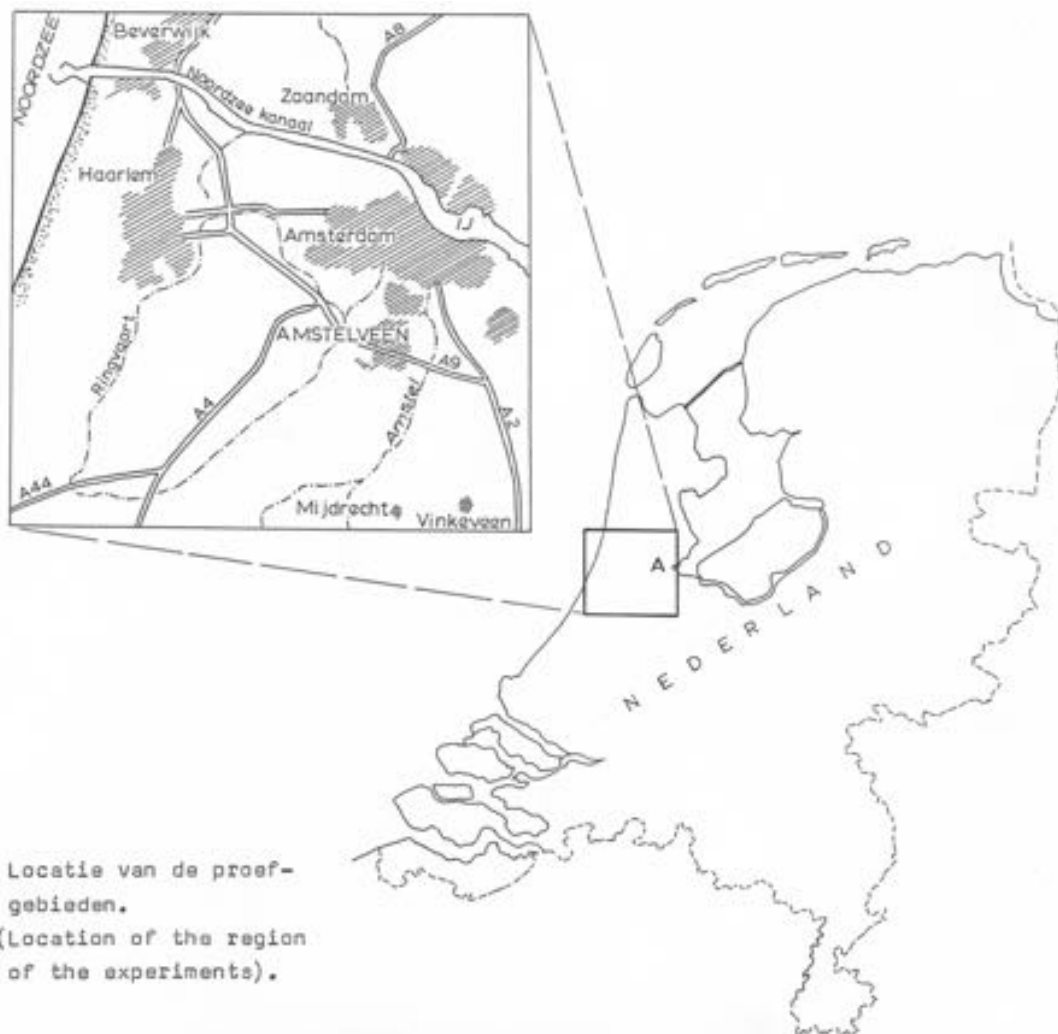 NOORDZEE
Beverwijk
A8
Noordzee kanaal
Zaandam
Haarlem
IJ
Amsterdam
Ringvaart
AMSTELVEEN
A9
A4
Amstel
A2
A44
Mijdrecht
Vinkeveen
A
NEDERLAND
Locatie van de proef-
gebieden.
(Location of the region
of the experiments).